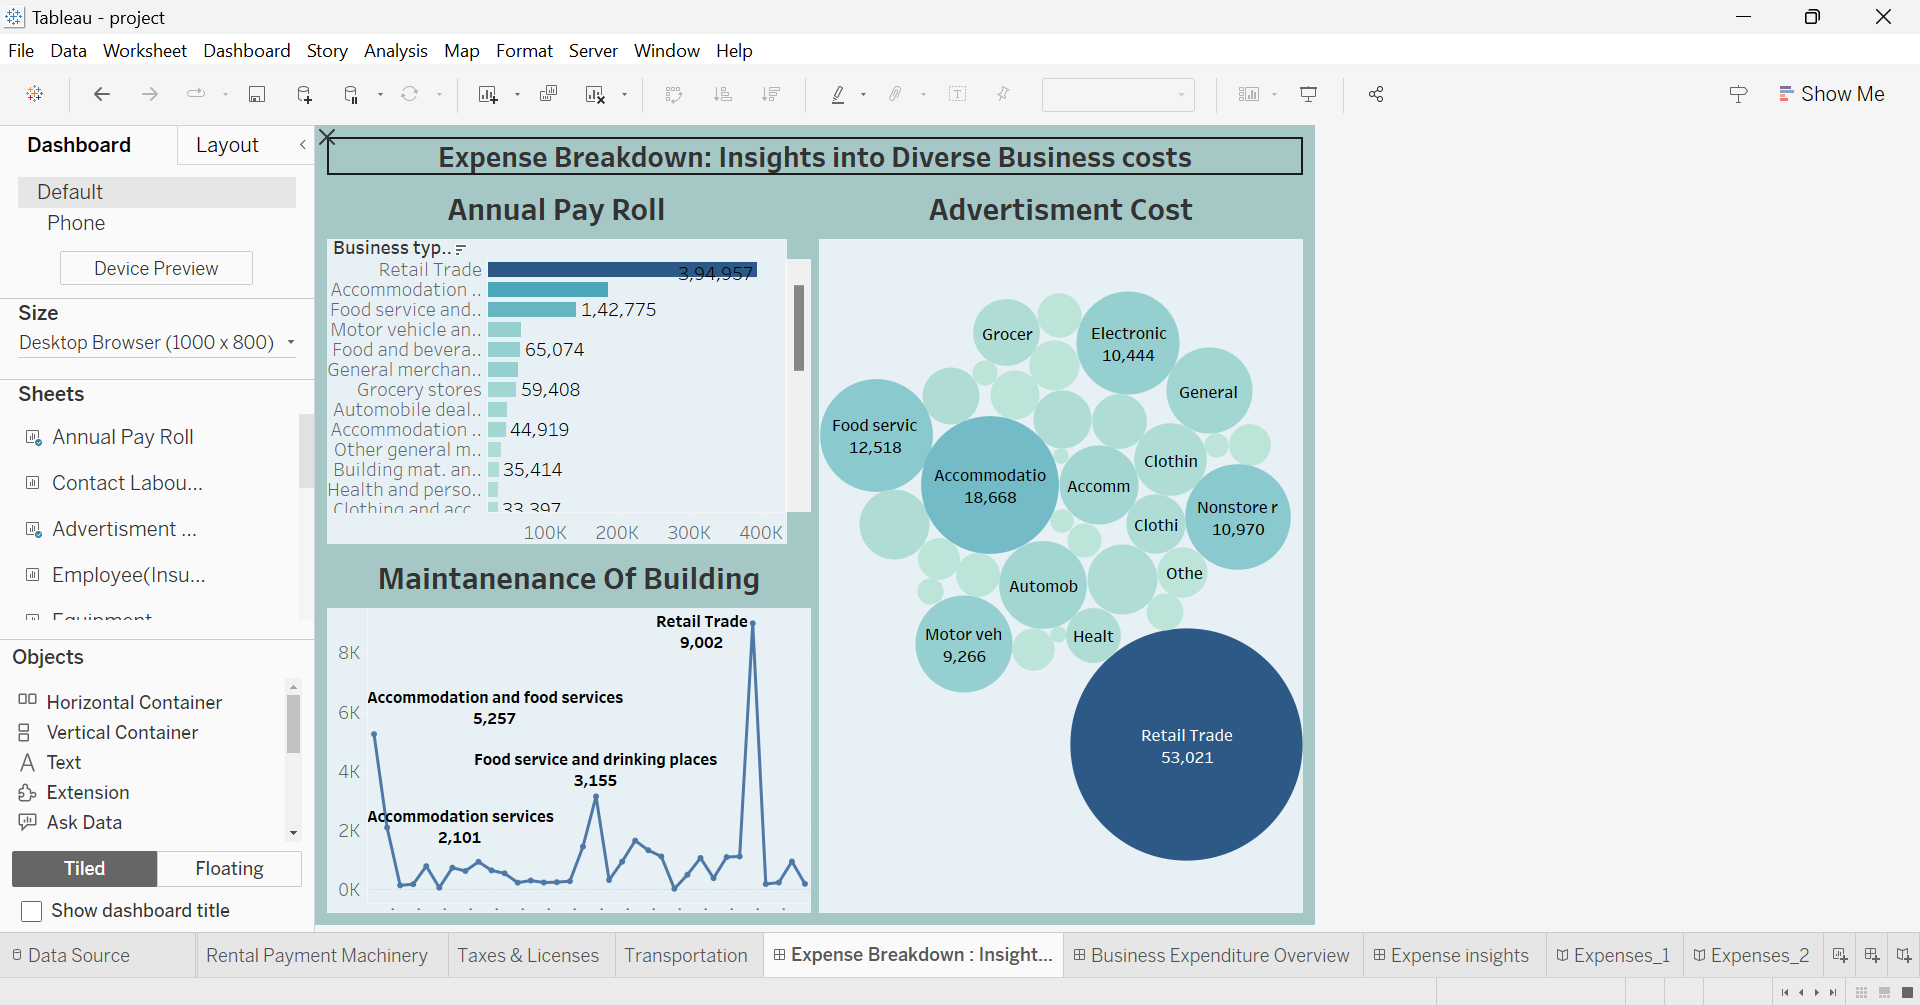 Tableau - project
File Data Worksheet Dashboard Story Analysis Map Format Server Window Help
Show Me
Dashboard
Layout
Default
Phone
Device Preview
Size
Desktop Browser (1000 x 800)
Sheets
Annual Pay Roll
Contact Labou...
Advertisment ...
Employee(Insu...
Equipment
Objects
Horizontal Container
Vertical Container
Text
Extension
Ask Data
Tiled
Floating
Show dashboard title
Expense Breakdown: Insights into Diverse Business costs
Annual Pay Roll
Business typ..
Retail Trade 3,94,957
Accommodation ..
Food service and.. 1,42,775
Motor vehicle an..
Food and bevera.. 65,074
General merchan..
Grocery stores 59,408
Automobile deal..
Accommodation .. 44,919
Other general m..
Building mat. an.. 35,414
Health and perso..
Clothing and acc 33,397
100K 200K 300K 400K
Maintanenance Of Building
8K
6K
4K
2K
0K
Retail Trade
9,002
Accommodation and food services
5,257
Food service and drinking places
3,155
Accommodation services
2,101
Advertisment Cost
Grocer
Electronic
10,444
General
Food servic
12,518
Clothin
Accommodatio
18,668
Accomm
Nonstore r
10,970
Clothi
Othe
Automob
Motor veh
9,266
Healt
Retail Trade
53,021
Data Source
Rental Payment Machinery
Taxes & Licenses
Transportation
Expense Breakdown : Insight...
Business Expenditure Overview
Expense insights
Expenses_1
Expenses_2